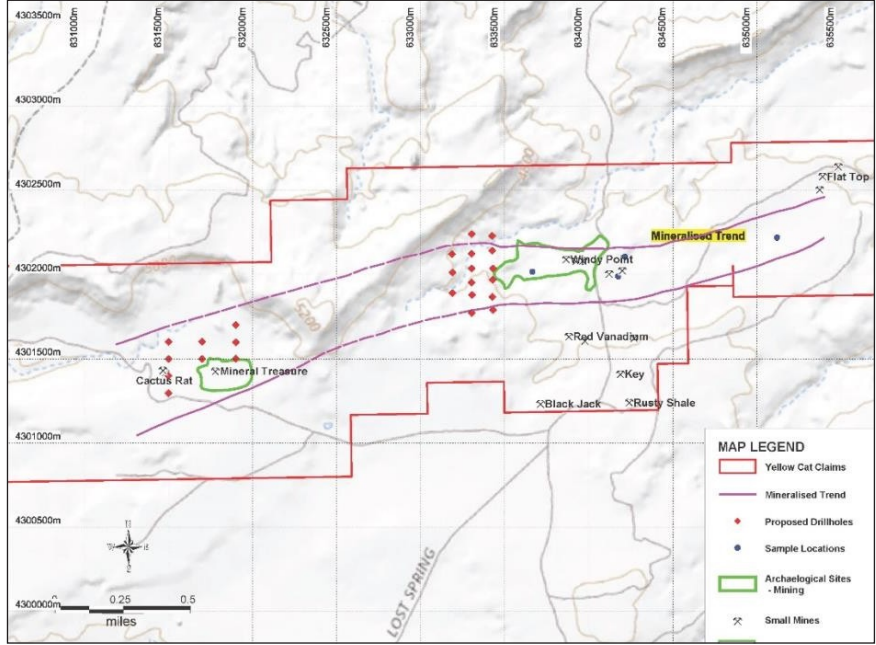 4303500m
631000m
631500m
632000m
632500m
633000m
633500m
634000m
634500m
635000m
635500m
4303000m
4302500m
4302000m
4301500m
4301000m
4300500m
4300000m
Flat Top
Mineralised Trend
Windy Point
5200
Red Vanadium
Cactus Rat
Mineral Treasure
Key
Black Jack
Rusty Shale
LOST SPRING
N
0.25
0.5
miles
MAP LEGEND
Yellow Cat Claims
Mineralised Trend
Proposed Drillholes
Sample Locations
Archaelogical Sites
- Mining
Small Mines